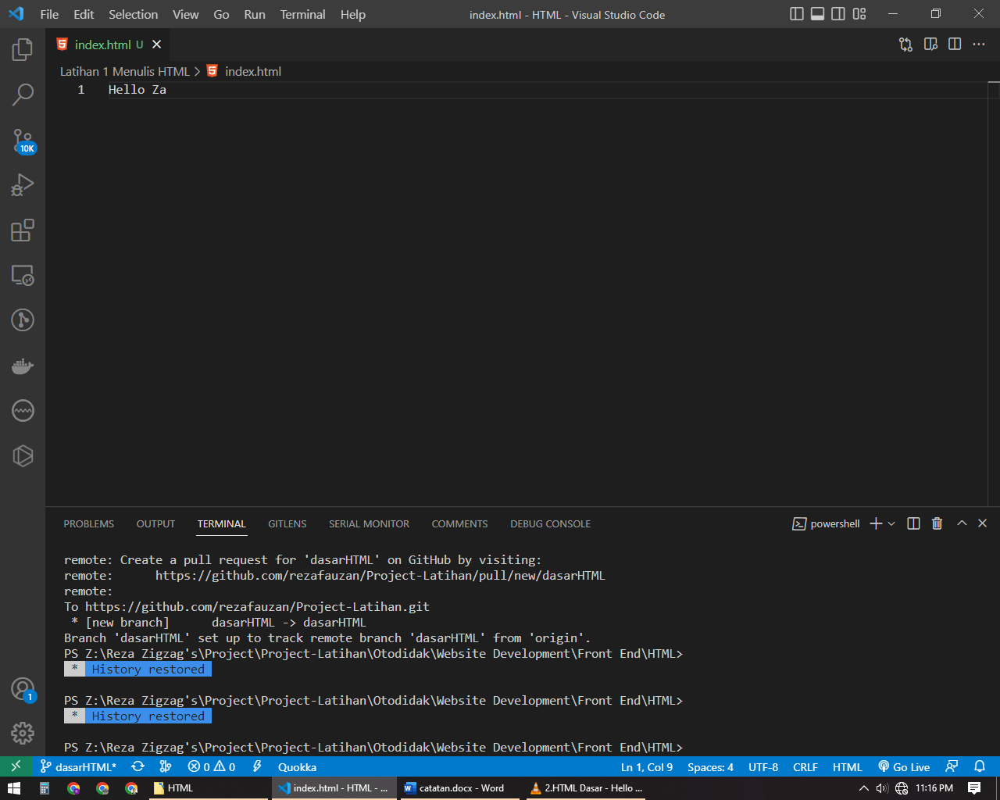 File Edit Selection View Go Run Terminal Help index.html - HTML - Visual Studio Code
index.html U
Latihan 1 Menulis HTML > index.html
1 Hello Za
10K
PROBLEMS OUTPUT TERMINAL GITLENS SERIAL MONITOR COMMENTS DEBUG CONSOLE powershell
remote: Create a pull request for 'dasarHTML' on GitHub by visiting:
remote:      https://github.com/rezafauzan/Project-Latihan/pull/new/dasarHTML
remote:
To https://github.com/rezafauzan/Project-Latihan.git
 * [new branch]      dasarHTML -> dasarHTML
Branch 'dasarHTML' set up to track remote branch 'dasarHTML' from 'origin'.
PS Z:\Reza Zigzag's\Project\Project-Latihan\Otodidak\Website Development\Front End\HTML>
 *  History restored
PS Z:\Reza Zigzag's\Project\Project-Latihan\Otodidak\Website Development\Front End\HTML>
 *  History restored
PS Z:\Reza Zigzag's\Project\Project-Latihan\Otodidak\Website Development\Front End\HTML>
1
dasarHTML* 0 0 Quokka Ln 1, Col 9 Spaces: 4 UTF-8 CRLF HTML Go Live
HTML index.html - HTML - ... catatan.docx - Word 2.HTML Dasar - Hello ... 11:16 PM